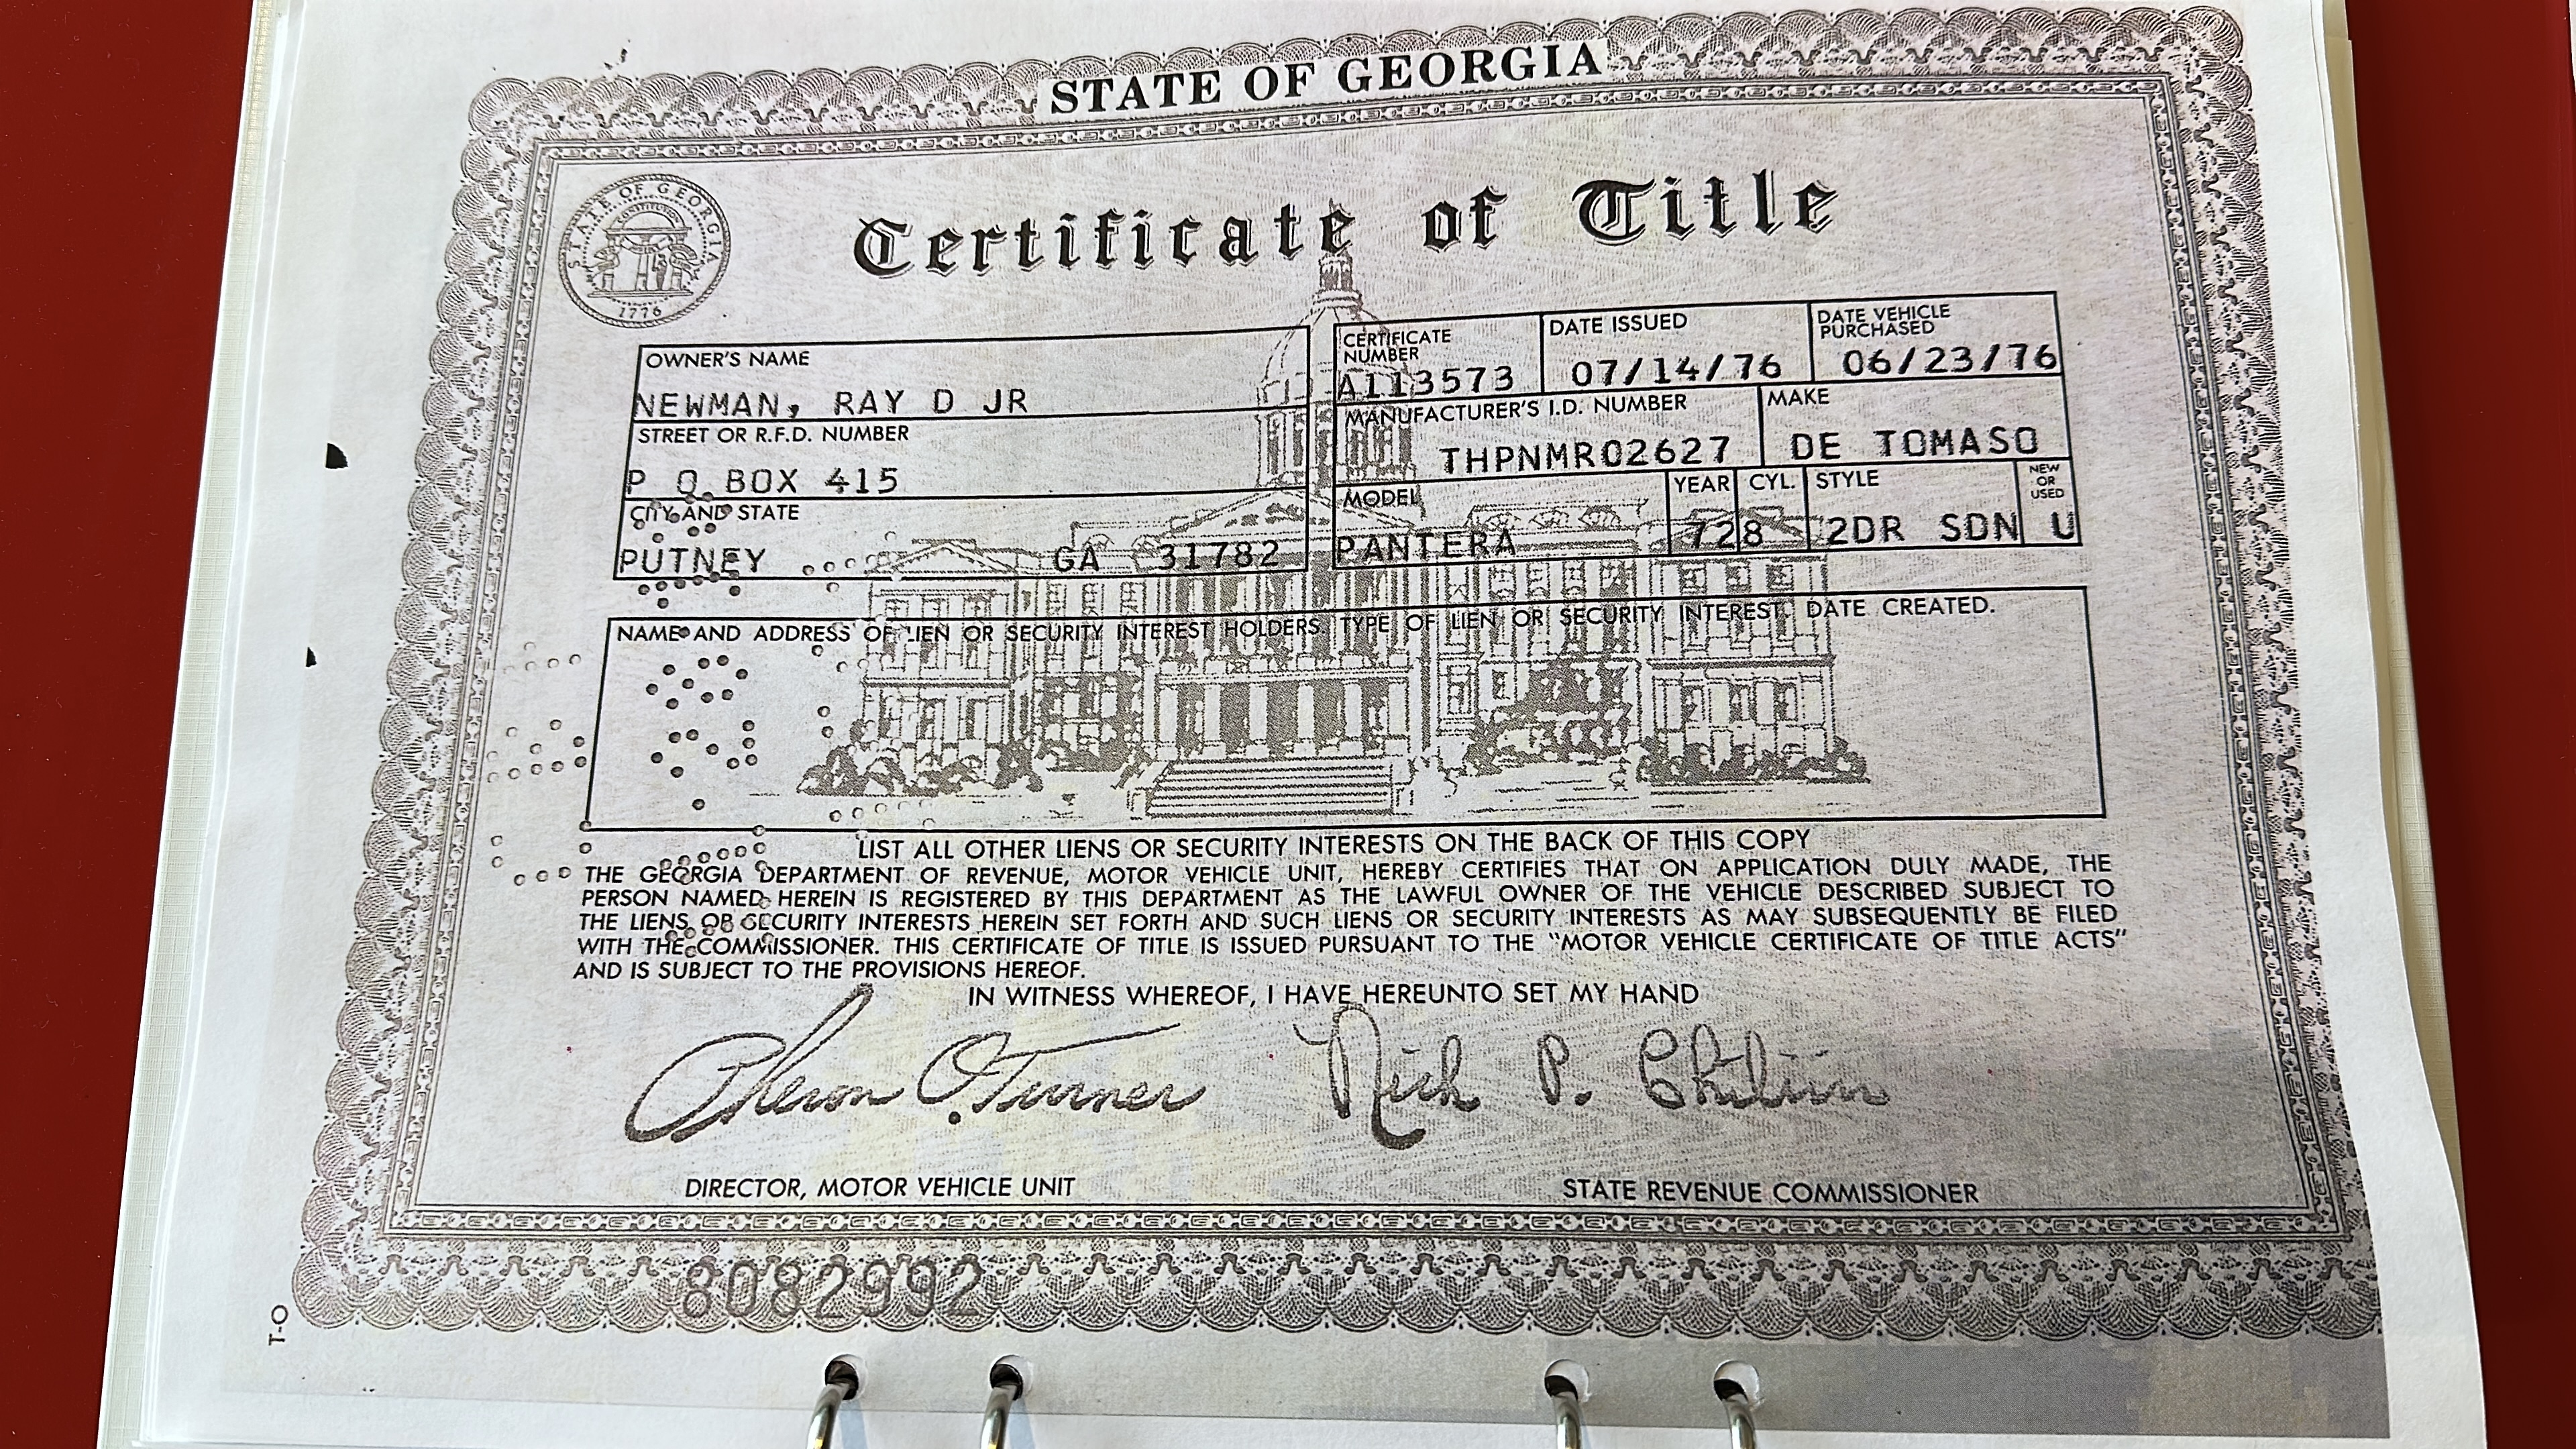 STATE OF GEORGIA
Certificate of Title
STATE OF GEORGIA
CONSTITUTION
1776
OWNER'S NAME
NEWMAN, RAY D JR
STREET OR R.F.D. NUMBER
P O BOX 415
CITY AND STATE
PUTNEY GA 31782
CERTIFICATE NUMBER
A113573
DATE ISSUED
07/14/76
DATE VEHICLE PURCHASED
06/23/76
MANUFACTURER'S I.D. NUMBER
THPNMR02627
MAKE
DE TOMASO
MODEL
PANTERA
YEAR
72
CYL.
8
STYLE
2DR SDN
NEW OR USED
U
NAME AND ADDRESS OF LIEN OR SECURITY INTEREST HOLDERS. TYPE OF LIEN OR SECURITY INTEREST, DATE CREATED.
LIST ALL OTHER LIENS OR SECURITY INTERESTS ON THE BACK OF THIS COPY
THE GEORGIA DEPARTMENT OF REVENUE, MOTOR VEHICLE UNIT, HEREBY CERTIFIES THAT ON APPLICATION DULY MADE, THE
PERSON NAMED HEREIN IS REGISTERED BY THIS DEPARTMENT AS THE LAWFUL OWNER OF THE VEHICLE DESCRIBED SUBJECT TO
THE LIENS OR SECURITY INTERESTS HEREIN SET FORTH AND SUCH LIENS OR SECURITY INTERESTS AS MAY SUBSEQUENTLY BE FILED
WITH THE COMMISSIONER. THIS CERTIFICATE OF TITLE IS ISSUED PURSUANT TO THE "MOTOR VEHICLE CERTIFICATE OF TITLE ACTS"
AND IS SUBJECT TO THE PROVISIONS HEREOF.
IN WITNESS WHEREOF, I HAVE HEREUNTO SET MY HAND
O. Turner Nick P.
DIRECTOR, MOTOR VEHICLE UNIT
STATE REVENUE COMMISSIONER
8082992
T-O